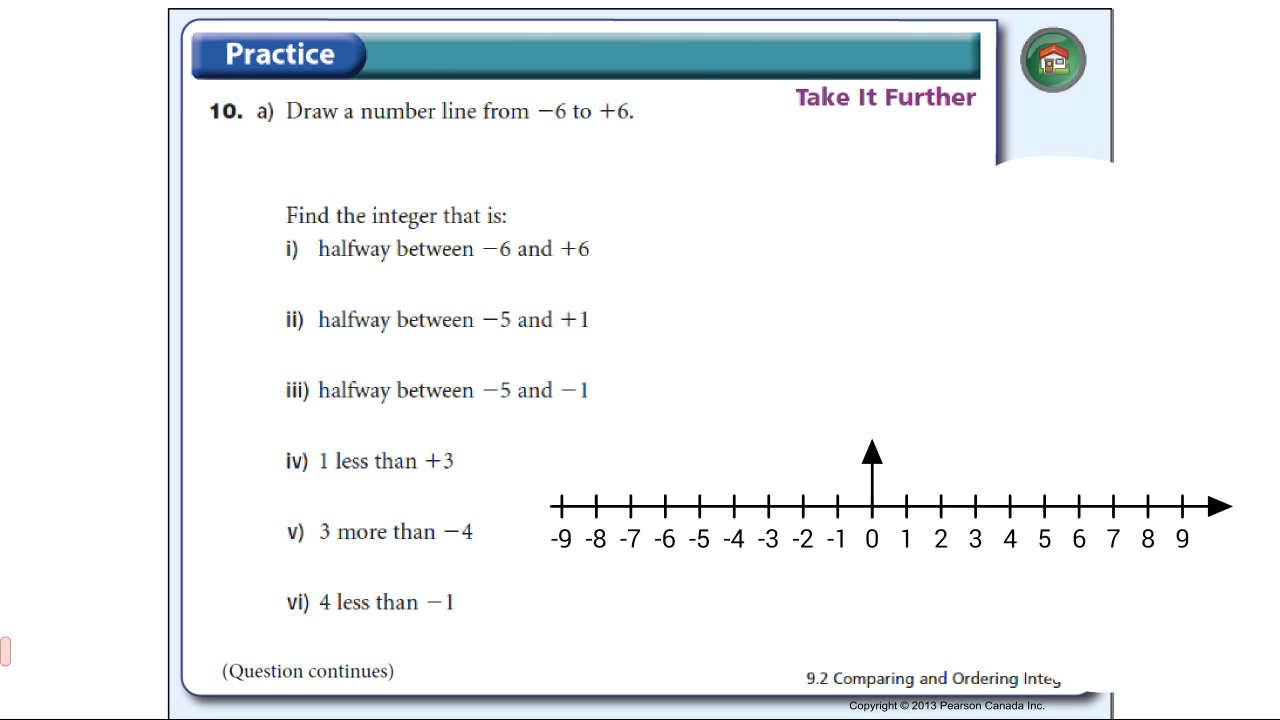 Practice
Take It Further
10. a) Draw a number line from −6 to +6.
Find the integer that is:
i) halfway between −6 and +6
ii) halfway between −5 and +1
iii) halfway between −5 and −1
iv) 1 less than +3
v) 3 more than −4
vi) 4 less than −1
-9 -8 -7 -6 -5 -4 -3 -2 -1 0 1 2 3 4 5 6 7 8 9
(Question continues)
9.2 Comparing and Ordering Integ
Copyright © 2013 Pearson Canada Inc.